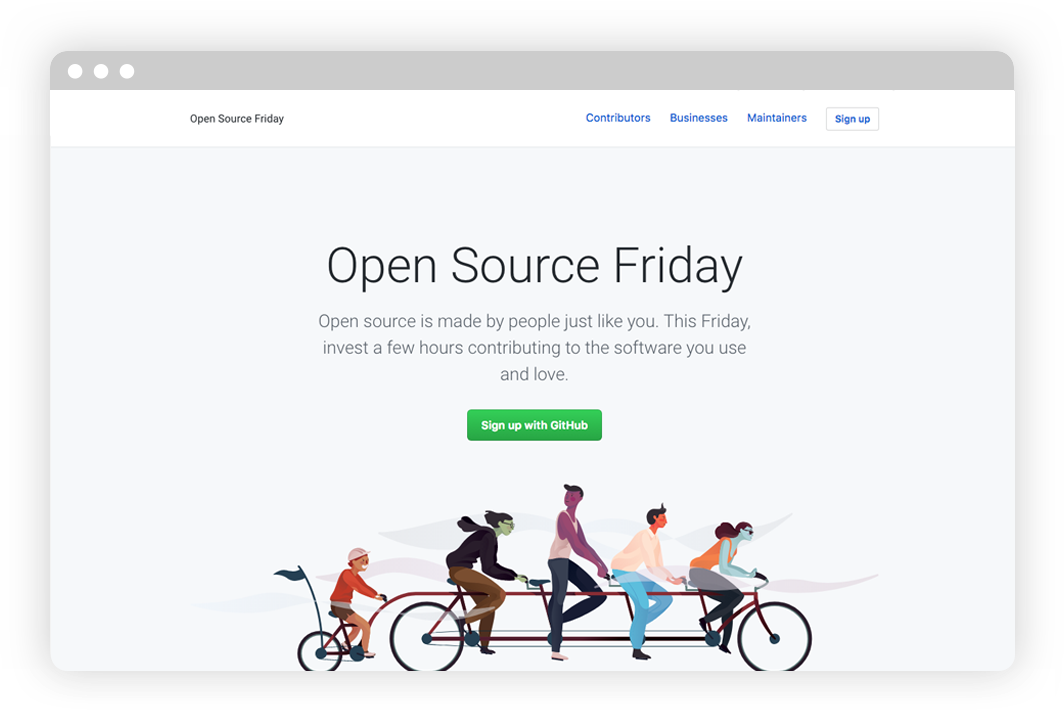 Open Source Friday
Contributors Businesses Maintainers Sign up
Open Source Friday
Open source is made by people just like you. This Friday,
invest a few hours contributing to the software you use
and love.
Sign up with GitHub